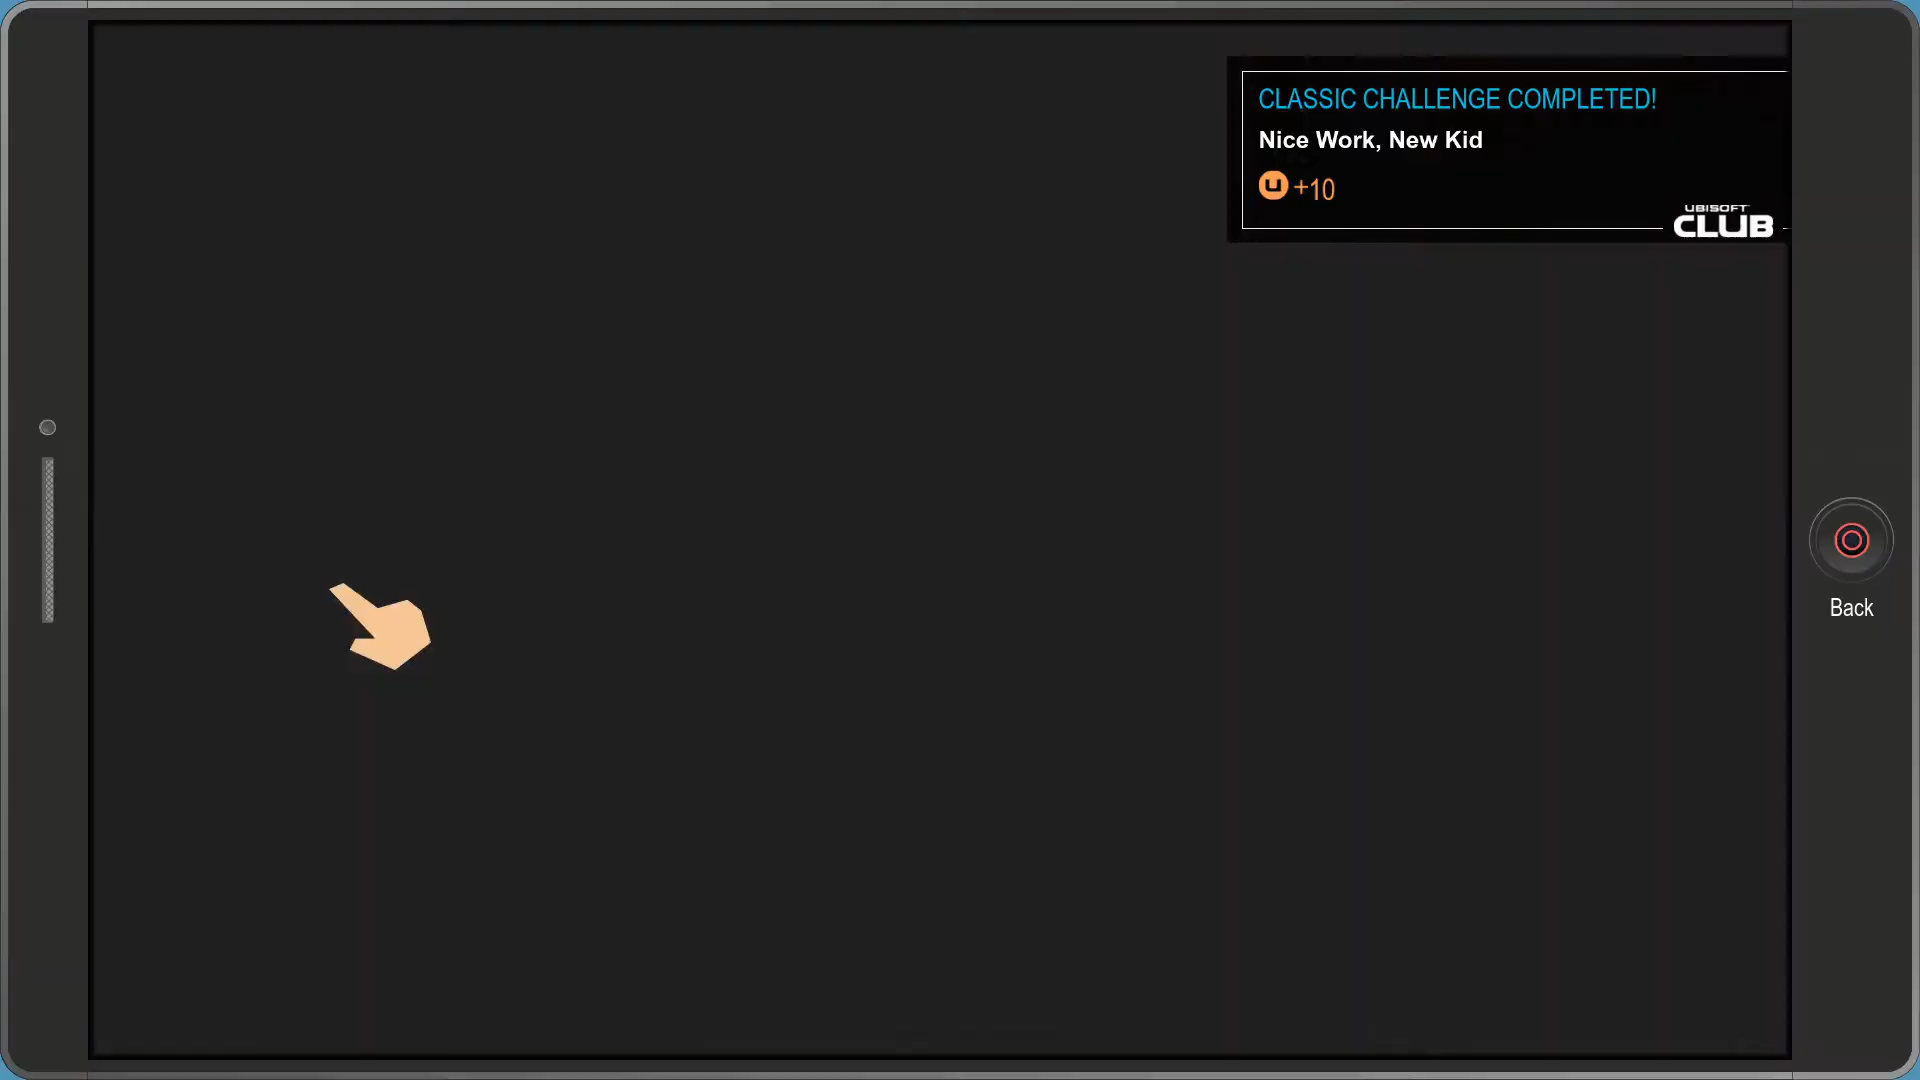 CLASSIC CHALLENGE COMPLETED!
Nice Work, New Kid
+10
UBISOFT
CLUB
Back